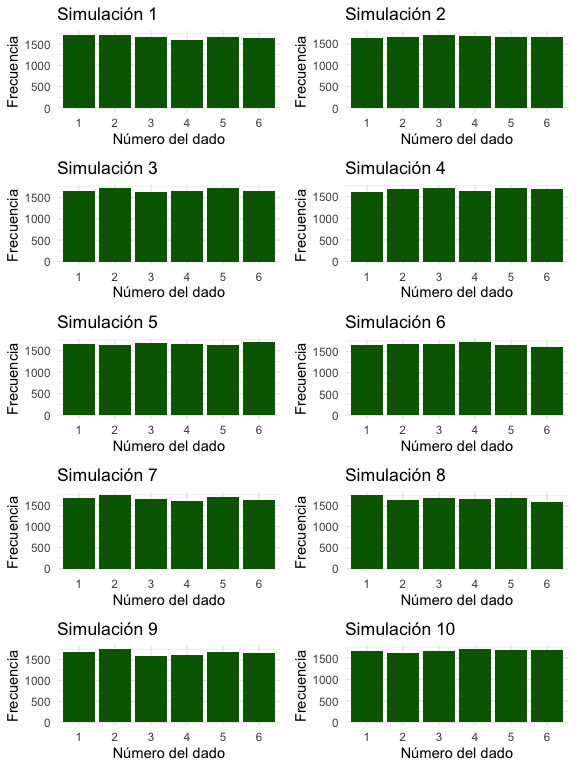 Simulación 1
Frecuencia
1500
1000
500
0
1 2 3 4 5 6
Número del dado
Simulación 2
Frecuencia
1500
1000
500
0
1 2 3 4 5 6
Número del dado
Simulación 3
Frecuencia
1500
1000
500
0
1 2 3 4 5 6
Número del dado
Simulación 4
Frecuencia
1500
1000
500
0
1 2 3 4 5 6
Número del dado
Simulación 5
Frecuencia
1500
1000
500
0
1 2 3 4 5 6
Número del dado
Simulación 6
Frecuencia
1500
1000
500
0
1 2 3 4 5 6
Número del dado
Simulación 7
Frecuencia
1500
1000
500
0
1 2 3 4 5 6
Número del dado
Simulación 8
Frecuencia
1500
1000
500
0
1 2 3 4 5 6
Número del dado
Simulación 9
Frecuencia
1500
1000
500
0
1 2 3 4 5 6
Número del dado
Simulación 10
Frecuencia
1500
1000
500
0
1 2 3 4 5 6
Número del dado